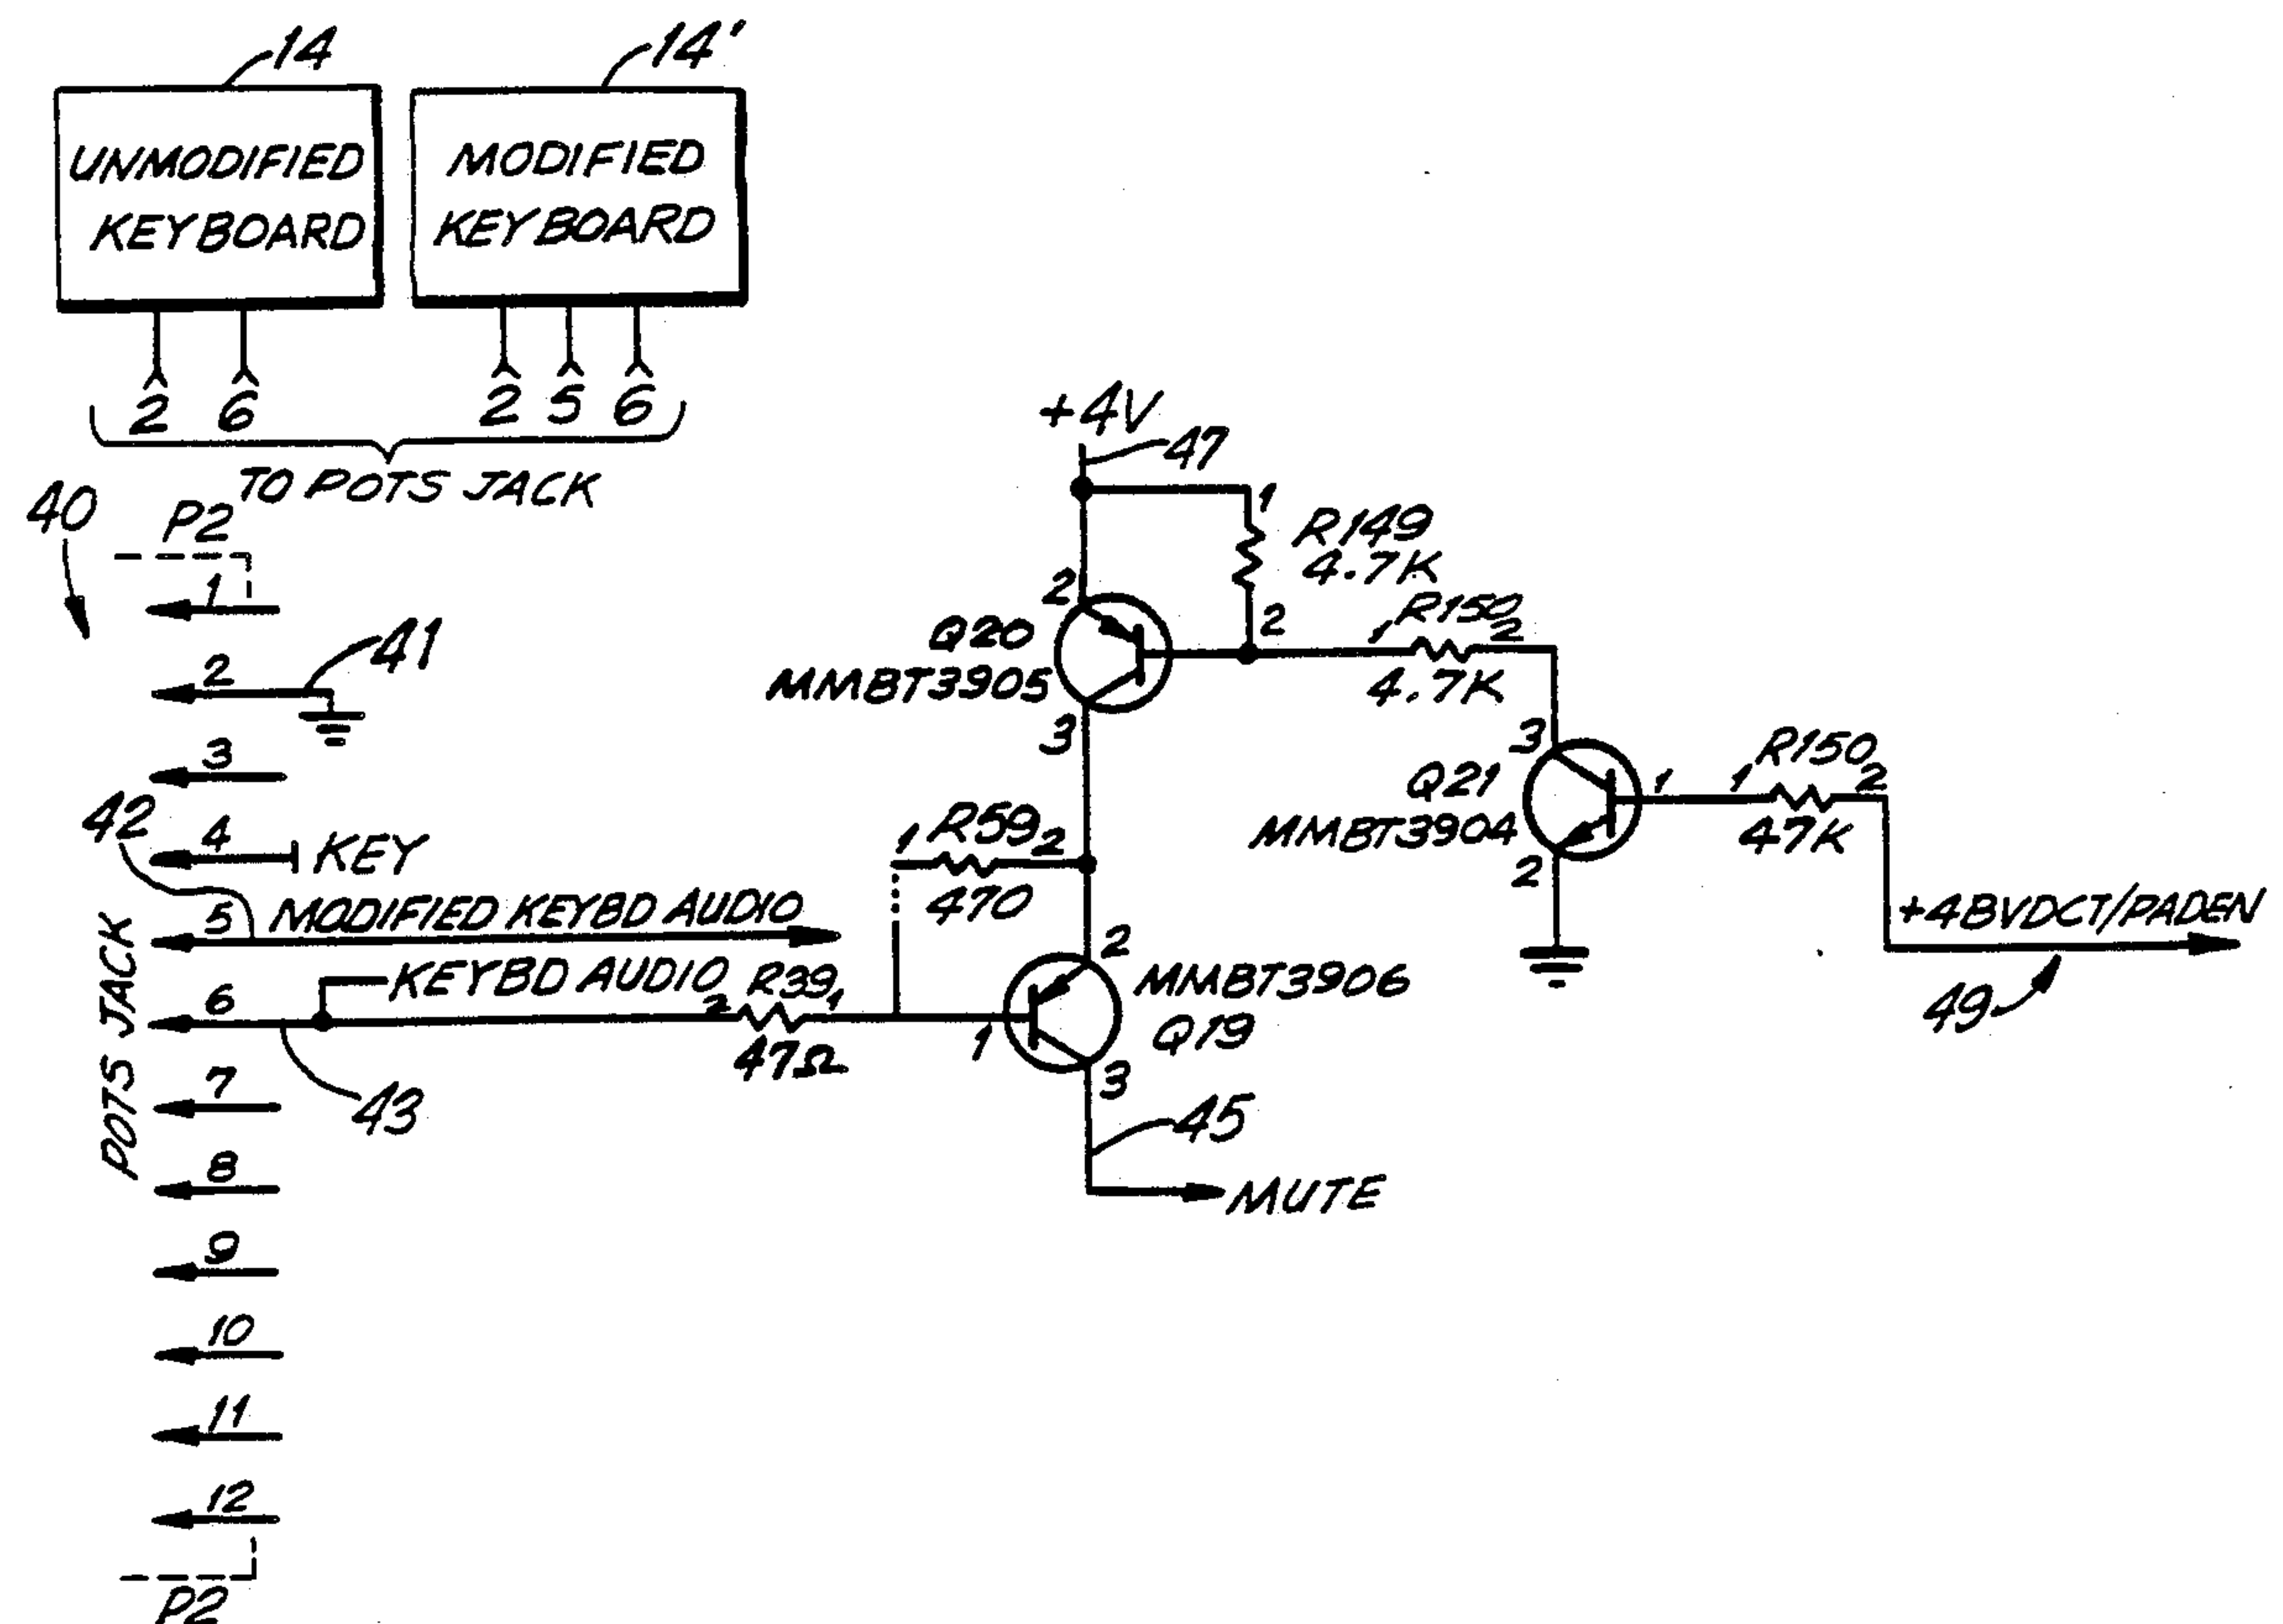 14
14'
UNMODIFIED
KEYBOARD
MODIFIED
KEYBOARD
2 6
2 5 6
TO POTS JACK
40
P2
1
2
41
3
42
4
KEY
5
MODIFIED KEYBD AUDIO
6
KEYBD AUDIO
43
7
8
9
10
11
12
P2
POTS JACK
+4V
47
1
R149
4.7K
2
2
Q20
MMBT3905
3
1 R150 2
4.7K
3
Q21
MMBT3904
2
1
1 R150 2
47K
+48VDCT/PADEN
49
1 R59 2
470
2 R39 1
47Ω
1
2
MMBT3906
Q19
3
45
MUTE